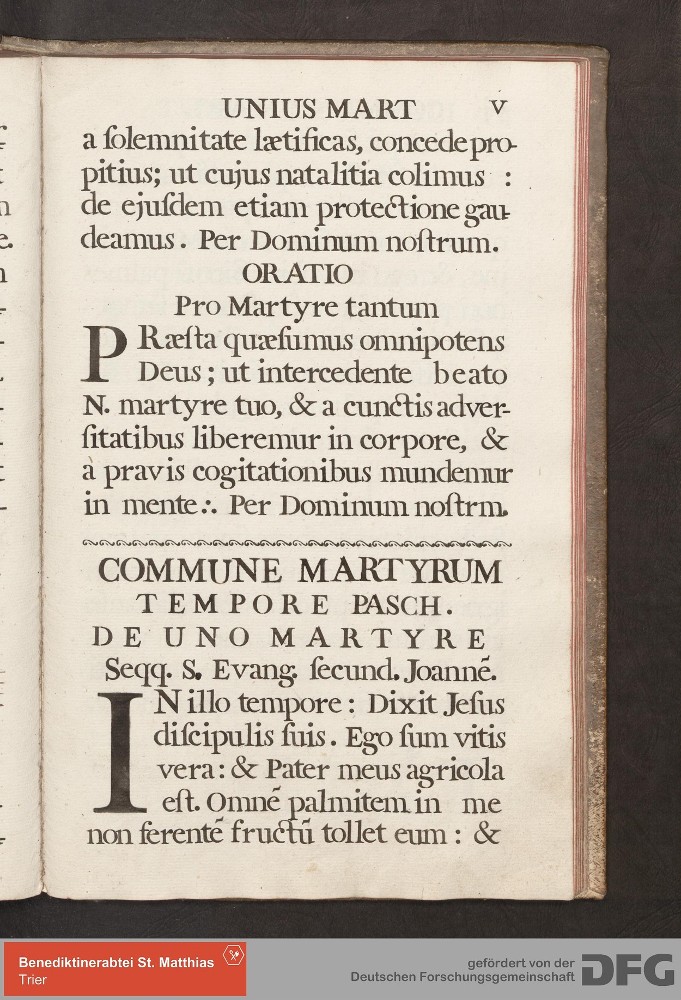 UNIUS MART V
a ſolemnitate lætificas, concede pro-
pitius; ut cujus natalitia colimus :
de ejuſdem etiam protectione gau-
deamus. Per Dominum noſtrum.
ORATIO
Pro Martyre tantum
PRæſta quæſumus omnipotens
Deus; ut intercedente beato
N. martyre tuo, & a cunctis adver-
ſitatibus liberemur in corpore, &
à pravis cogitationibus mundemur
in mente ∴ Per Dominum noſtrm.
COMMUNE MARTYRUM
TEMPORE PASCH.
DE UNO MARTYRE
Seqq. S. Evang. ſecund. Joannē.
IN illo tempore: Dixit Jeſus
diſcipulis ſuis. Ego ſum vitis
vera: & Pater meus agricola
eſt. Omnē palmitem in me
non ferentē fructū tollet eum : &
Benediktinerabtei St. Matthias
Trier
gefördert von der
Deutschen Forschungsgemeinschaft
DFG